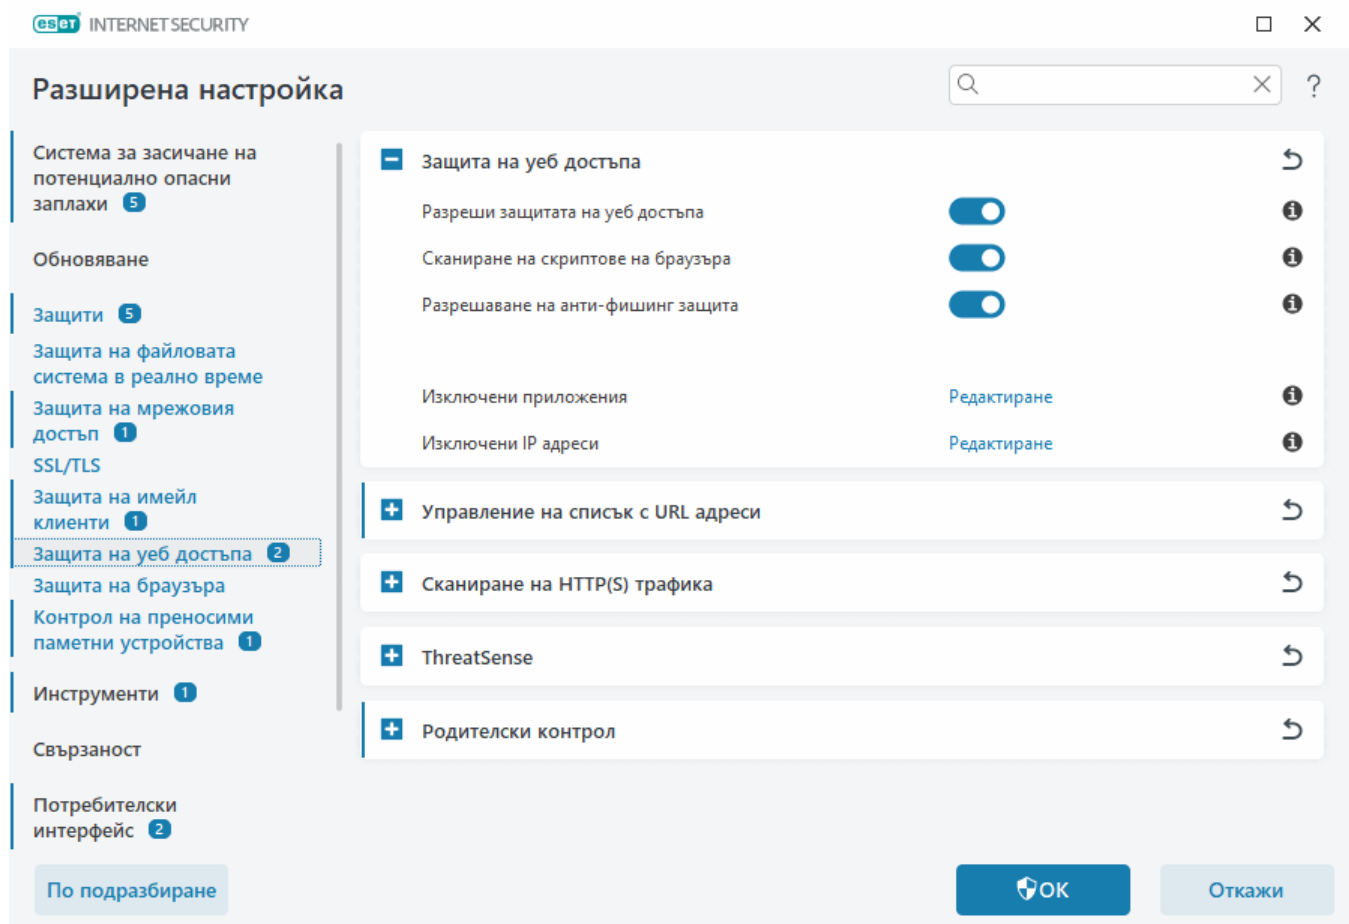 eset INTERNET SECURITY
Разширена настройка
?
Система за засичане на
потенциално опасни
заплахи 5
Обновяване
Защити 5
Защита на файловата
система в реално време
Защита на мрежовия
достъп 1
SSL/TLS
Защита на имейл
клиенти 1
Защита на уеб достъпа 2
Защита на браузъра
Контрол на преносими
паметни устройства 1
Инструменти 1
Свързаност
Потребителски
интерфейс 2
Защита на уеб достъпа
Разреши защитата на уеб достъпа
Сканиране на скриптове на браузъра
Разрешаване на анти-фишинг защита
Изключени приложения Редактиране
Изключени IP адреси Редактиране
Управление на списък с URL адреси
Сканиране на HTTP(S) трафика
ThreatSense
Родителски контрол
По подразбиране
ОК
Откажи